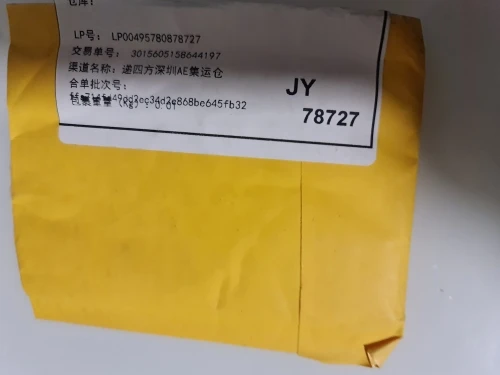 仓库:
LP号: LP00495780878727
交易单号: 3015605158644197
渠道名称: 递四方深圳AE集运仓
合单批次号:
包裹重量 (Kg) : 0.01
JY
78727